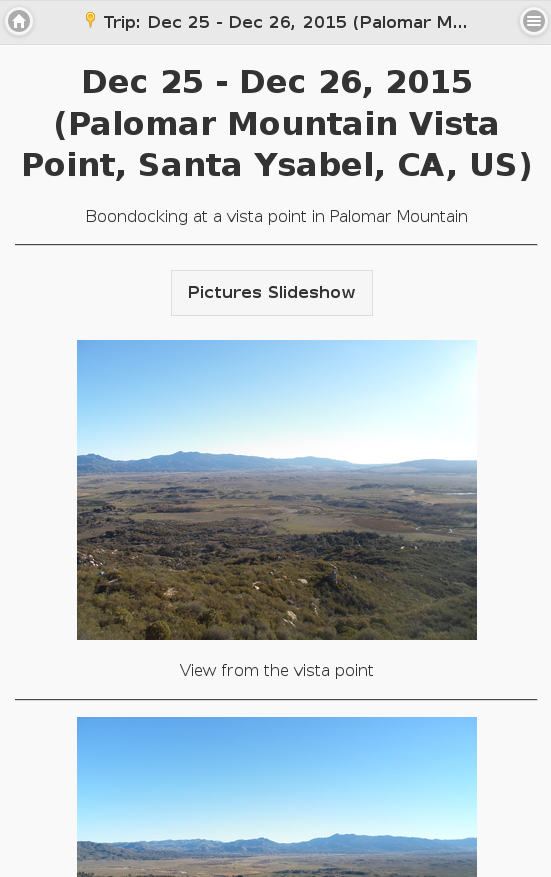 Trip: Dec 25 - Dec 26, 2015 (Palomar M...
Dec 25 - Dec 26, 2015
(Palomar Mountain Vista
Point, Santa Ysabel, CA, US)
Boondocking at a vista point in Palomar Mountain
Pictures Slideshow
View from the vista point